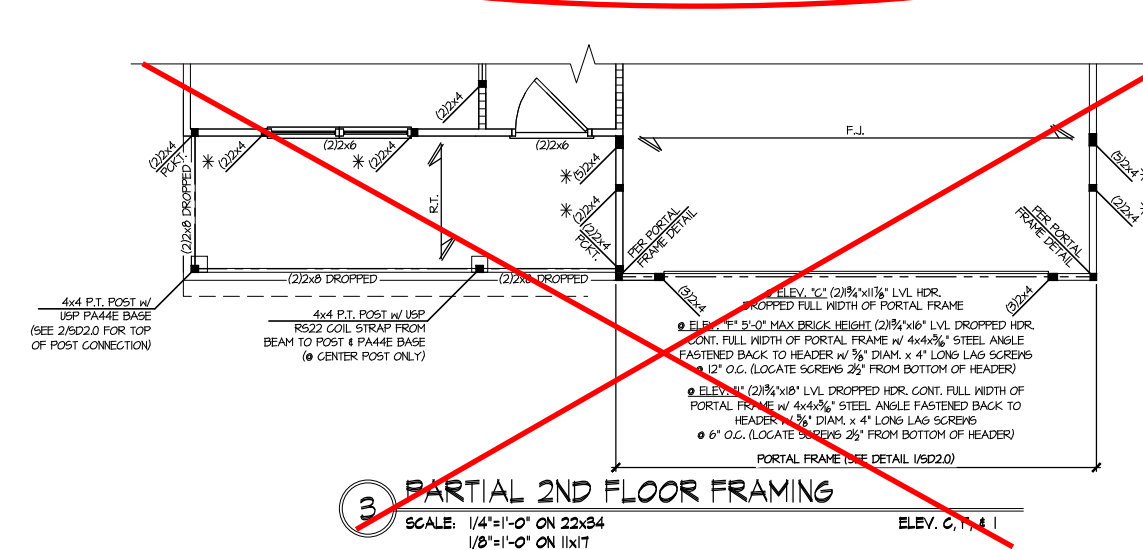 (2)2x4
(2)2x4
PCKT.
* (2)2x4
(2)2x6
* (2)2x4
(2)2x6
F.J.
* (5)2x4
(5)2x4 *
(2)2x8 DROPPED
R.T.
* (2)2x4
(2)2x4 *
(2)2x4
PCKT.
PER PORTAL
FRAME DETAIL
PER PORTAL
FRAME DETAIL
(2)2x8 DROPPED
(2)2x8 DROPPED
(3)2x4
(3)2x4
4x4 P.T. POST W/
USP PA44E BASE
(SEE 2/SD2.0 FOR TOP
OF POST CONNECTION)
4x4 P.T. POST W/ USP
RS22 COIL STRAP FROM
BEAM TO POST & PA44E BASE
(@ CENTER POST ONLY)
@ ELEV. "C" (2)1¾"x11⅞" LVL HDR.
DROPPED FULL WIDTH OF PORTAL FRAME
@ ELEV. "F" 5'-0" MAX BRICK HEIGHT (2)1¾"x16" LVL DROPPED HDR.
CONT. FULL WIDTH OF PORTAL FRAME W/ 4x4x5/16" STEEL ANGLE
FASTENED BACK TO HEADER W/ ⅝" DIAM. x 4" LONG LAG SCREWS
@ 12" O.C. (LOCATE SCREWS 2½" FROM BOTTOM OF HEADER)
@ ELEV. "I" (2)1¾"x18" LVL DROPPED HDR. CONT. FULL WIDTH OF
PORTAL FRAME W/ 4x4x5/16" STEEL ANGLE FASTENED BACK TO
HEADER W/ ⅝" DIAM. x 4" LONG LAG SCREWS
@ 6" O.C. (LOCATE SCREWS 2½" FROM BOTTOM OF HEADER)
PORTAL FRAME (SEE DETAIL 1/SD2.0)
3 PARTIAL 2ND FLOOR FRAMING
SCALE: 1/4"=1'-0" ON 22x34
1/8"=1'-0" ON 11x17
ELEV. C, F, & I